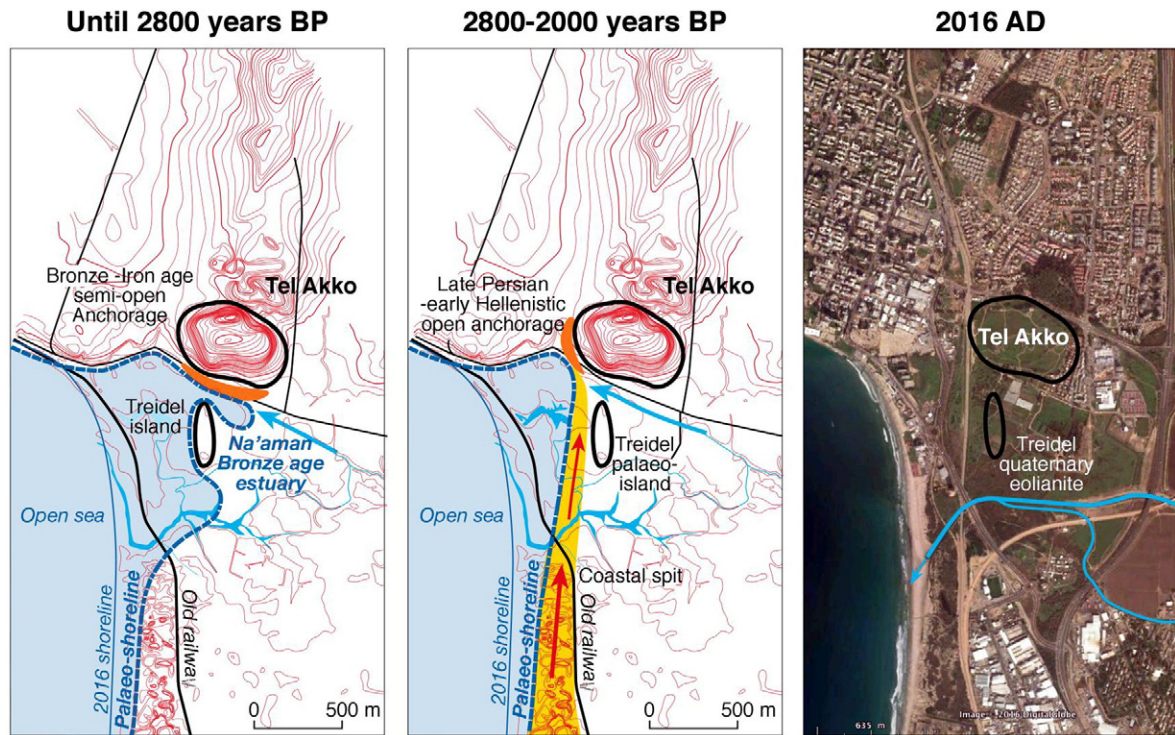 Until 2800 years BP
Bronze -Iron age
semi-open
Anchorage
Tel Akko
Treidel
island
Na'aman
Bronze age
estuary
Open sea
2016 shoreline
Palaeo-shoreline
Old railway
500 m
2800-2000 years BP
Late Persian
-early Hellenistic
open anchorage
Tel Akko
Treidel
palaeo-
island
Open sea
Coastal spit
2016 shoreline
Palaeo-shoreline
Old railway
500 m
2016 AD
Tel Akko
Treidel
quaternary
eolianite
635 m
Image © 2016 DigitalGlobe